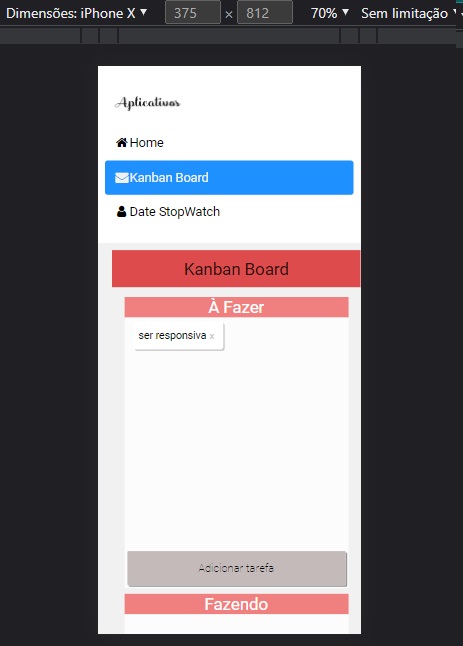 Dimensões: iPhone X ▼ 375 × 812 70% ▼ Sem limitação
Aplicativos
Home
Kanban Board
Date StopWatch
Kanban Board
À Fazer
ser responsiva x
Adicionar tarefa
Fazendo